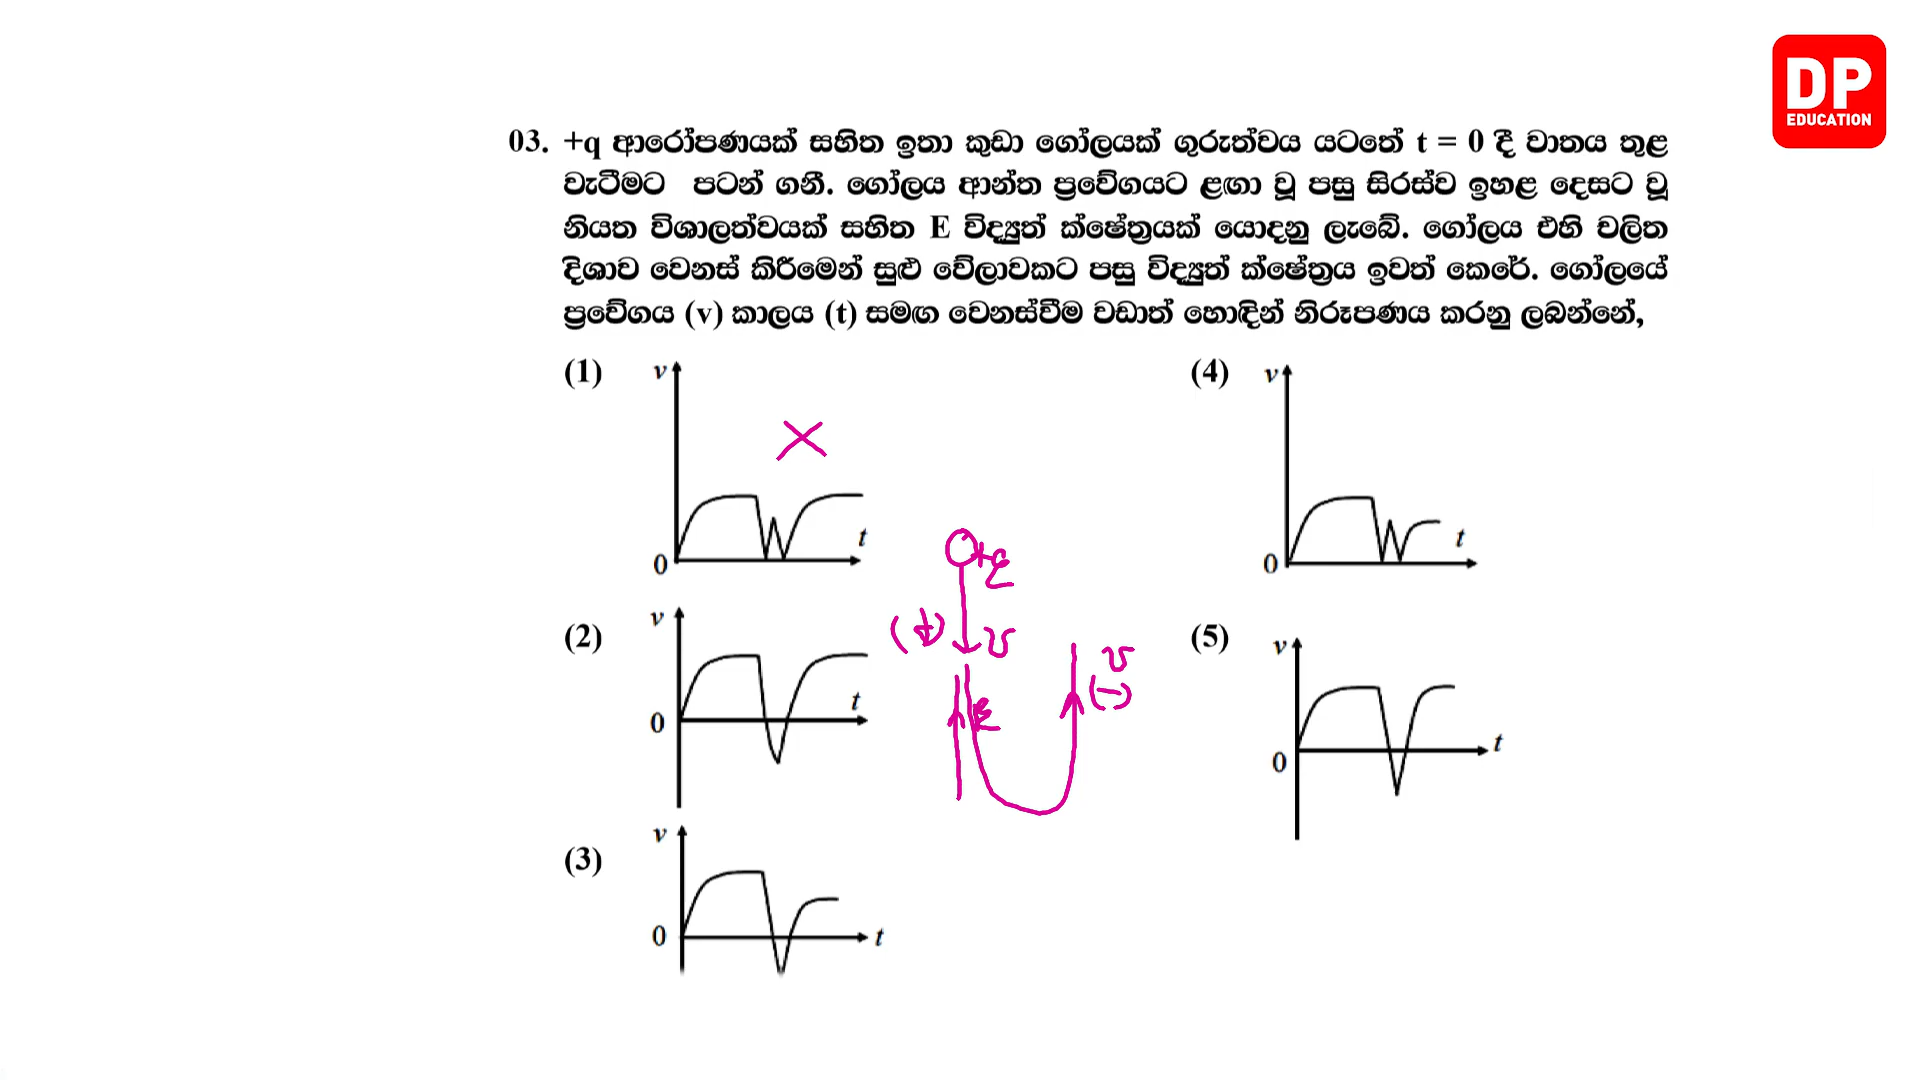 DP
EDUCATION
03. +q ආරෝපණයක් සහිත ඉතා කුඩා ගෝලයක් ගුරුත්වය යටතේ t = 0 දී වාතය තුළ
වැටීමට පටන් ගනී. ගෝලය ආන්ත ප්‍රවේගයට ළඟා වූ පසු සිරස්ව ඉහළ දෙසට වූ
නියත විශාලත්වයක් සහිත E විද්‍යුත් ක්ෂේත්‍රයක් යොදනු ලැබේ. ගෝලය එහි චලිත
දිශාව වෙනස් කිරීමෙන් සුළු වේලාවකට පසු විද්‍යුත් ක්ෂේත්‍රය ඉවත් කෙරේ. ගෝලයේ
ප්‍රවේගය (v) කාලය (t) සමඟ වෙනස්වීම වඩාත් හොඳින් නිරූපණය කරනු ලබන්නේ,
(1)
v
t
0
(2)
v
t
0
(3)
v
t
0
+q
(+)
v
E
v
(-)
(4)
v
t
0
(5)
v
t
0